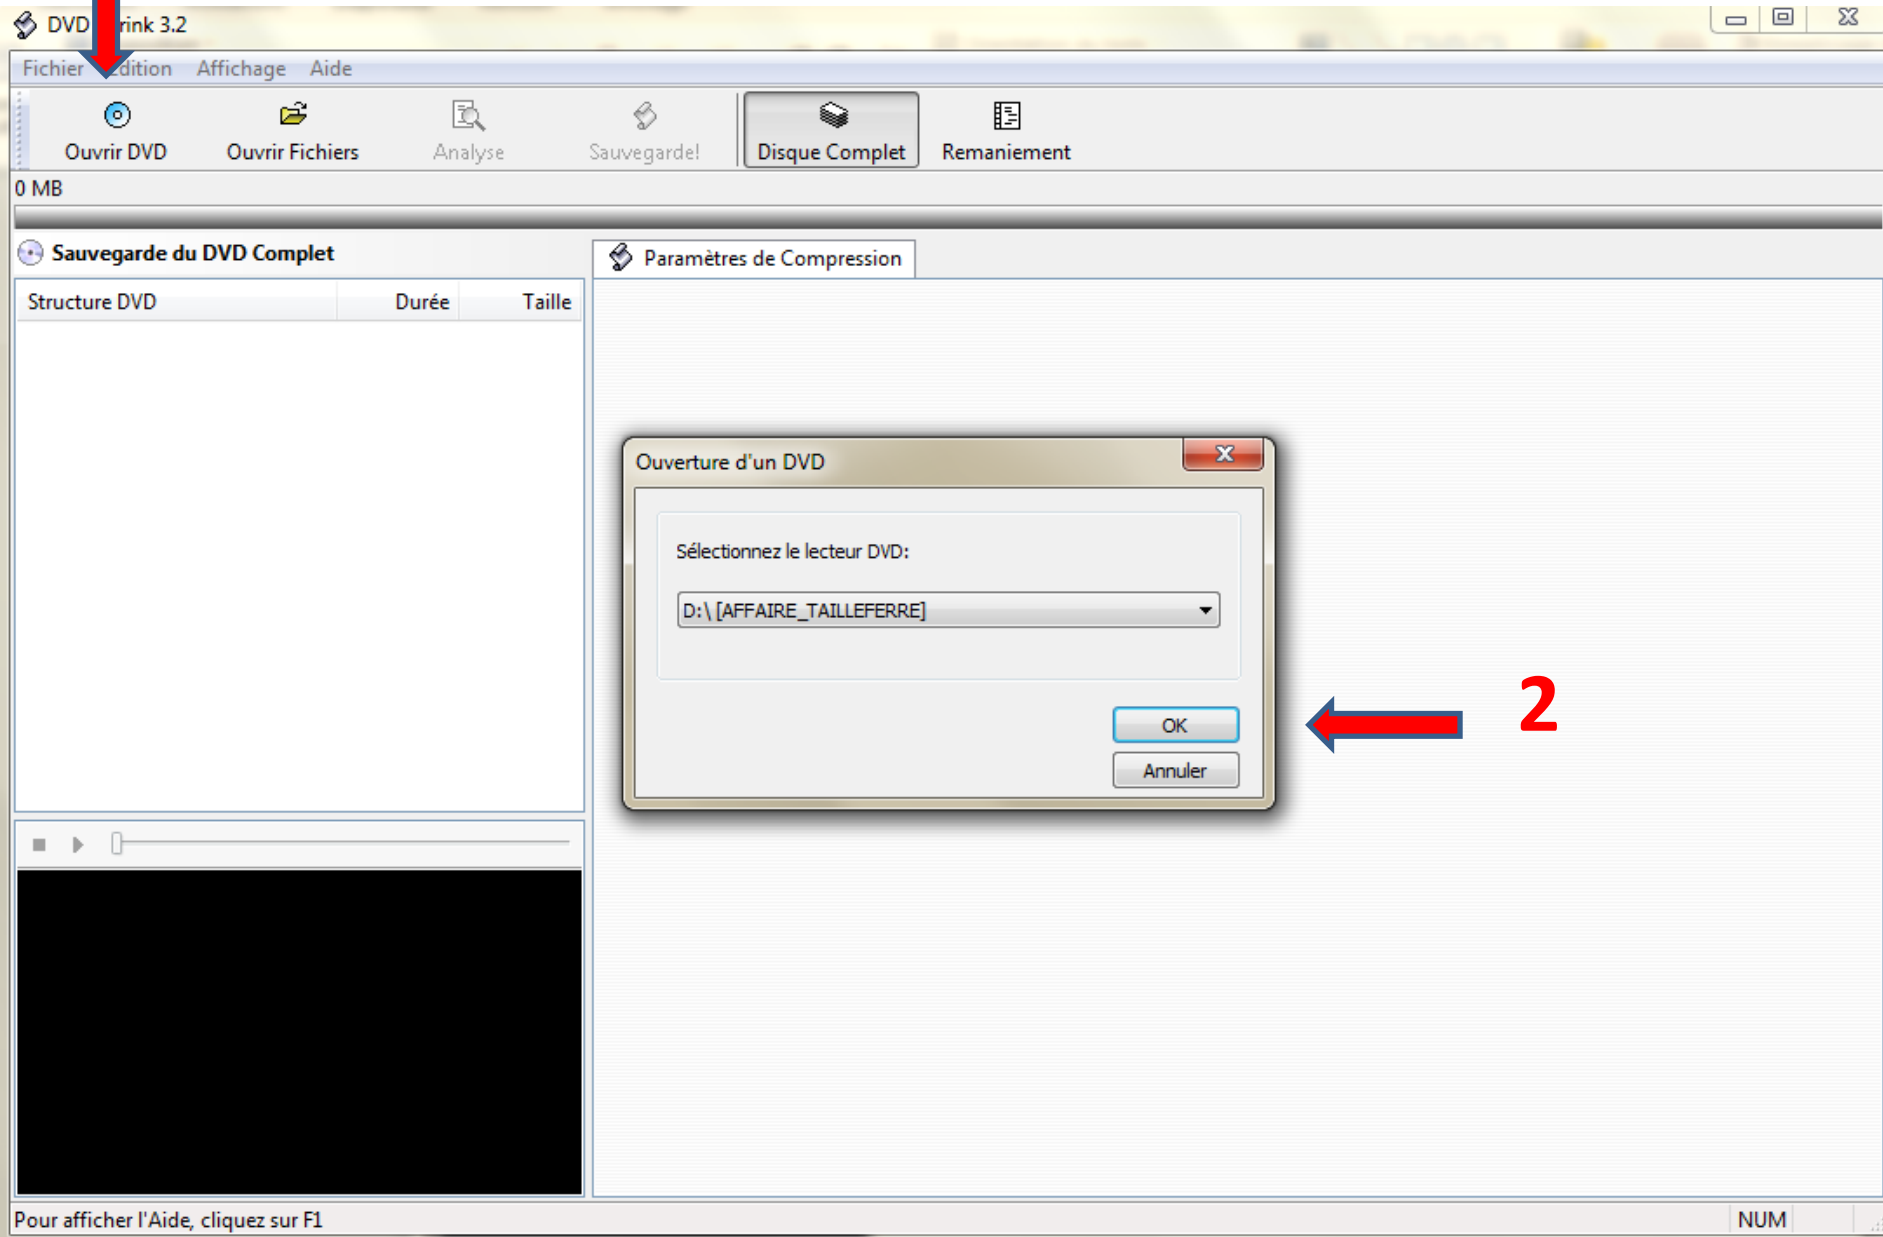 DVD rink 3.2
Fichier Edition Affichage Aide
Ouvrir DVD Ouvrir Fichiers Analyse Sauvegarde! Disque Complet Remaniement
0 MB
Sauvegarde du DVD Complet
Paramètres de Compression
Structure DVD Durée Taille
Ouverture d'un DVD
Sélectionnez le lecteur DVD:
D:\ [AFFAIRE_TAILLEFERRE]
OK
2
Annuler
Pour afficher l'Aide, cliquez sur F1
NUM